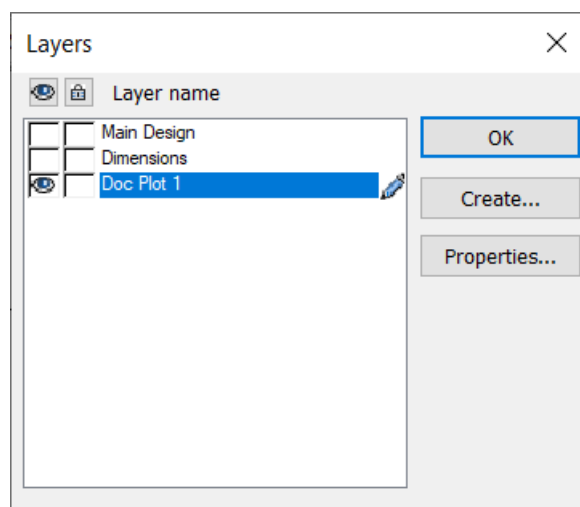 Layers
Layer name
Main Design
Dimensions
Doc Plot 1
OK
Create...
Properties...